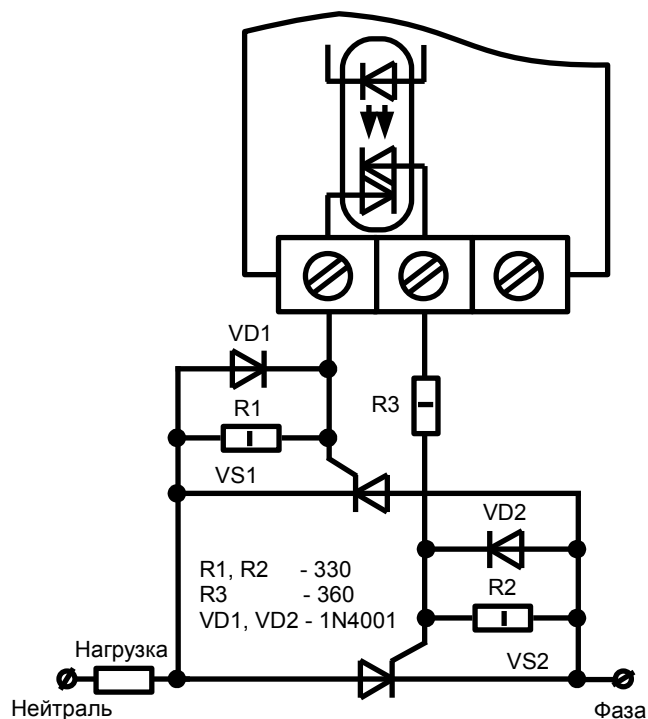 VD1
R1
R3
VS1
VD2
R1, R2 - 330
R3 - 360
VD1, VD2 - 1N4001
R2
Нагрузка
VS2
Нейтраль
Фаза